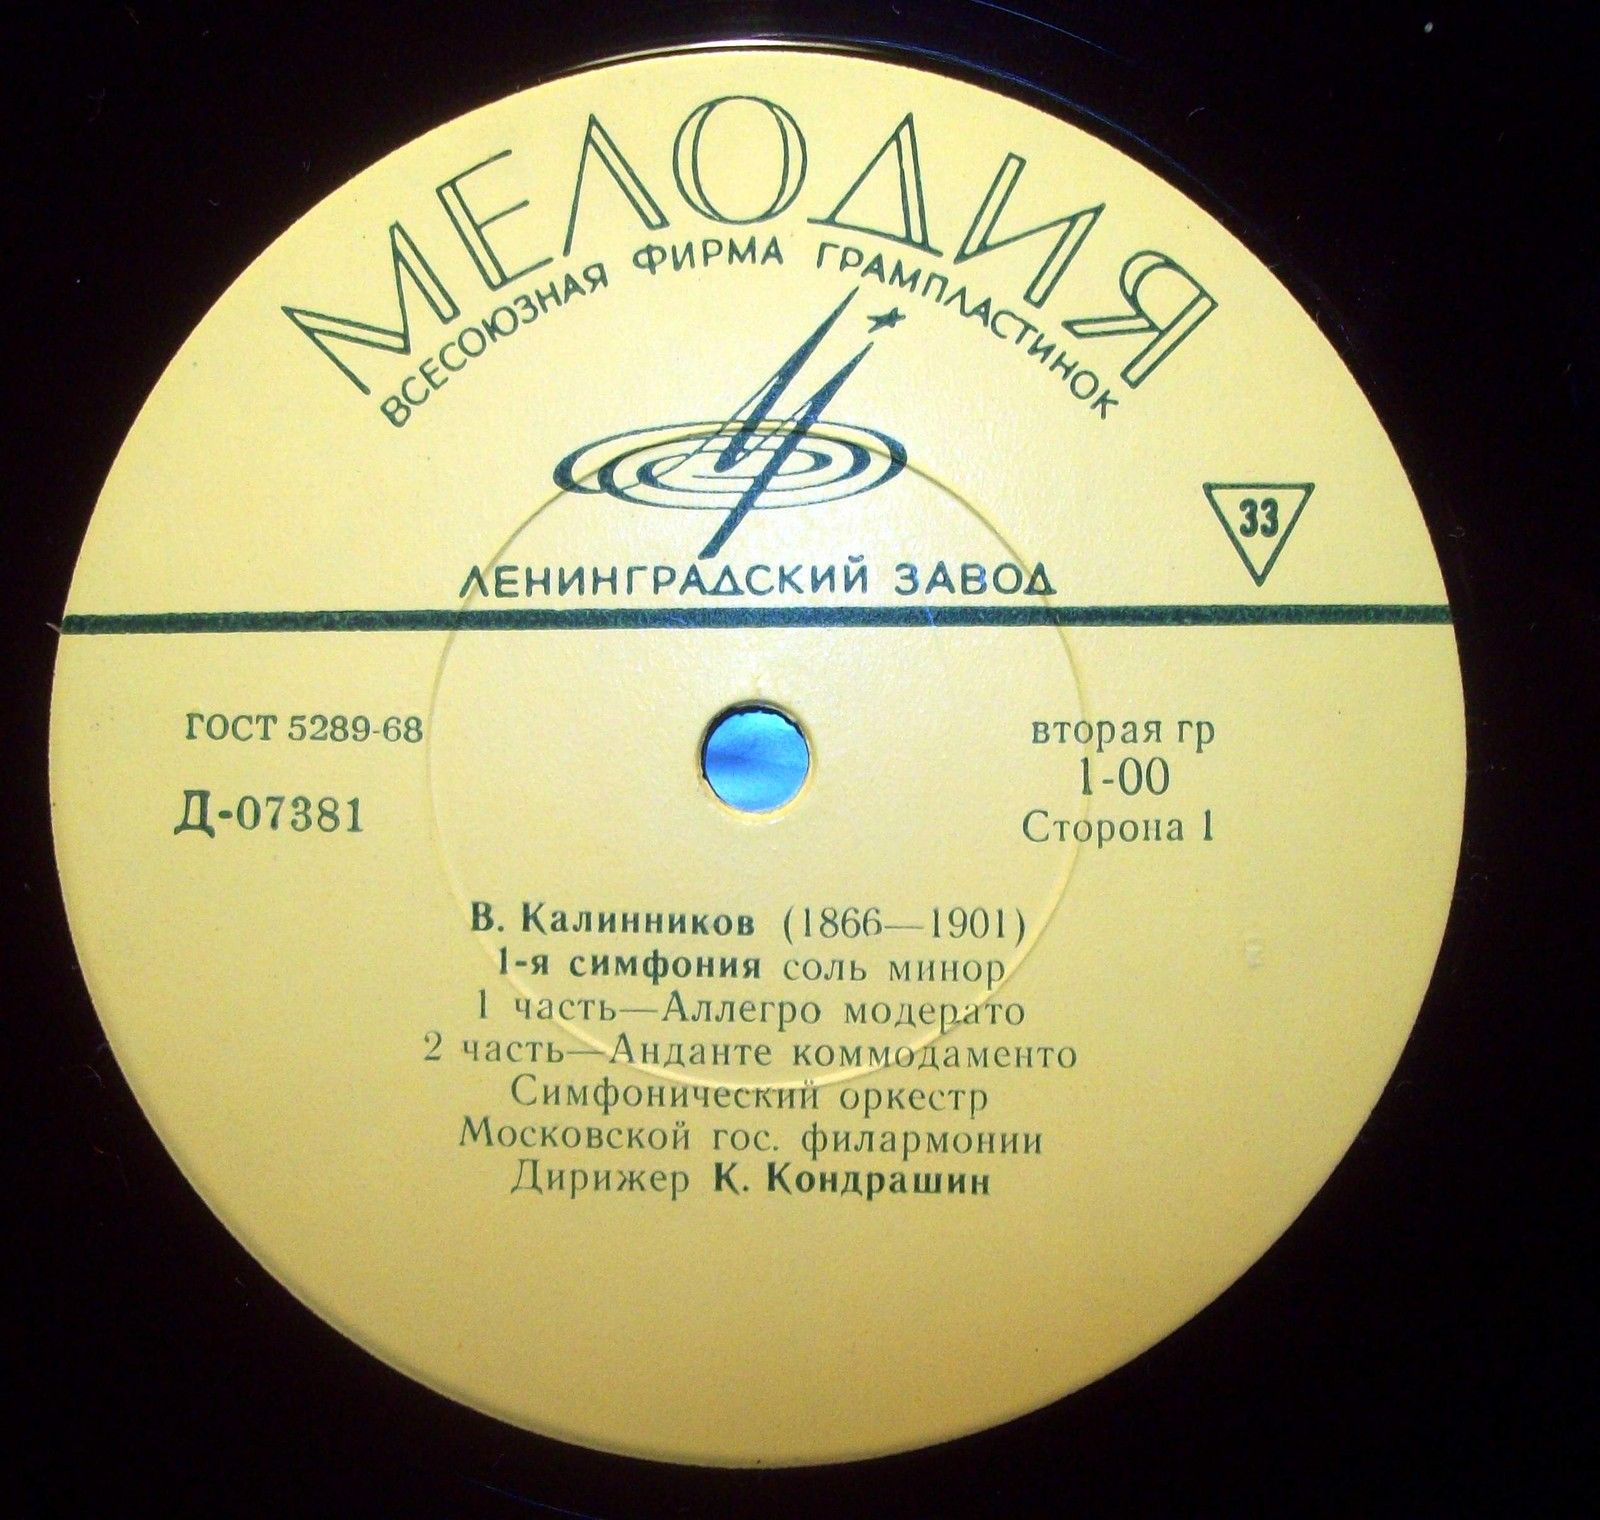 МЕЛОДИЯ
ВСЕСОЮЗНАЯ ФИРМА ГРАМПЛАСТИНОК
33
ЛЕНИНГРАДСКИЙ ЗАВОД
ГОСТ 5289-68
Д-07381
вторая гр
1-00
Сторона 1
В. Калинников (1866—1901)
1-я симфония соль минор
1 часть—Аллегро модерато
2 часть—Анданте коммодаменто
Симфонический оркестр
Московской гос. филармонии
Дирижер К. Кондрашин